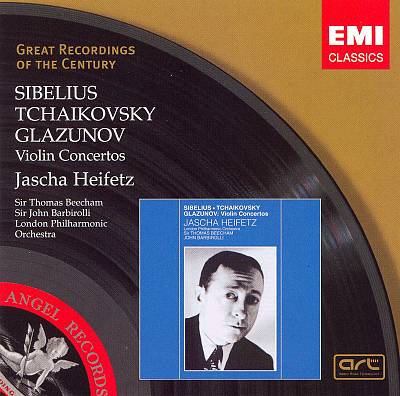 GREAT RECORDINGS
OF THE CENTURY
EMI
CLASSICS
SIBELIUS
TCHAIKOVSKY
GLAZUNOV
Violin Concertos
Jascha Heifetz
Sir Thomas Beecham
Sir John Barbirolli
London Philharmonic
Orchestra
SIBELIUS • TCHAIKOVSKY
GLAZUNOV: Violin Concertos
JASCHA HEIFETZ
London Philharmonic Orchestra
Sir THOMAS BEECHAM
JOHN BARBIROLLI
ANGEL RECORDS
art